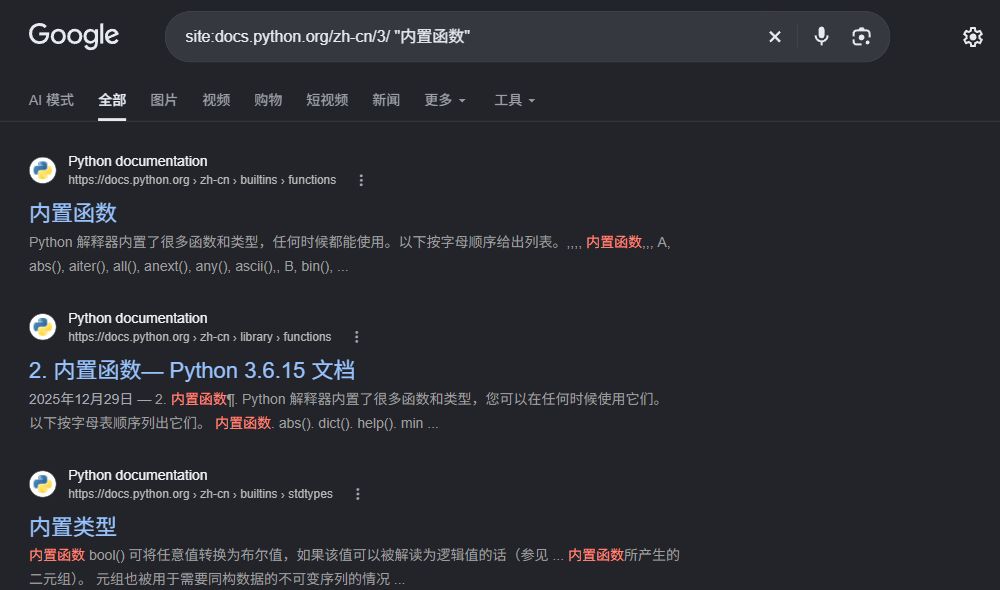 Google
site:docs.python.org/zh-cn/3/ "内置函数"
AI 模式 全部 图片 视频 购物 短视频 新闻 更多 工具
Python documentation
https://docs.python.org › zh-cn › builtins › functions
内置函数
Python 解释器内置了很多函数和类型，任何时候都能使用。以下按字母顺序给出列表。,,,, 内置函数,,, A,
abs(), aiter(), all(), anext(), any(), ascii(),, B, bin(), ...
Python documentation
https://docs.python.org › zh-cn › library › functions
2. 内置函数— Python 3.6.15 文档
2025年12月29日 — 2. 内置函数¶. Python 解释器内置了很多函数和类型，您可以在任何时候使用它们。
以下按字母表顺序列出它们。 内置函数. abs(). dict(). help(). min ...
Python documentation
https://docs.python.org › zh-cn › builtins › stdtypes
内置类型
内置函数 bool() 可将任意值转换为布尔值，如果该值可以被解读为逻辑值的话（参见 ... 内置函数所产生的
二元组）。 元组也被用于需要同构数据的不可变序列的情况 ...